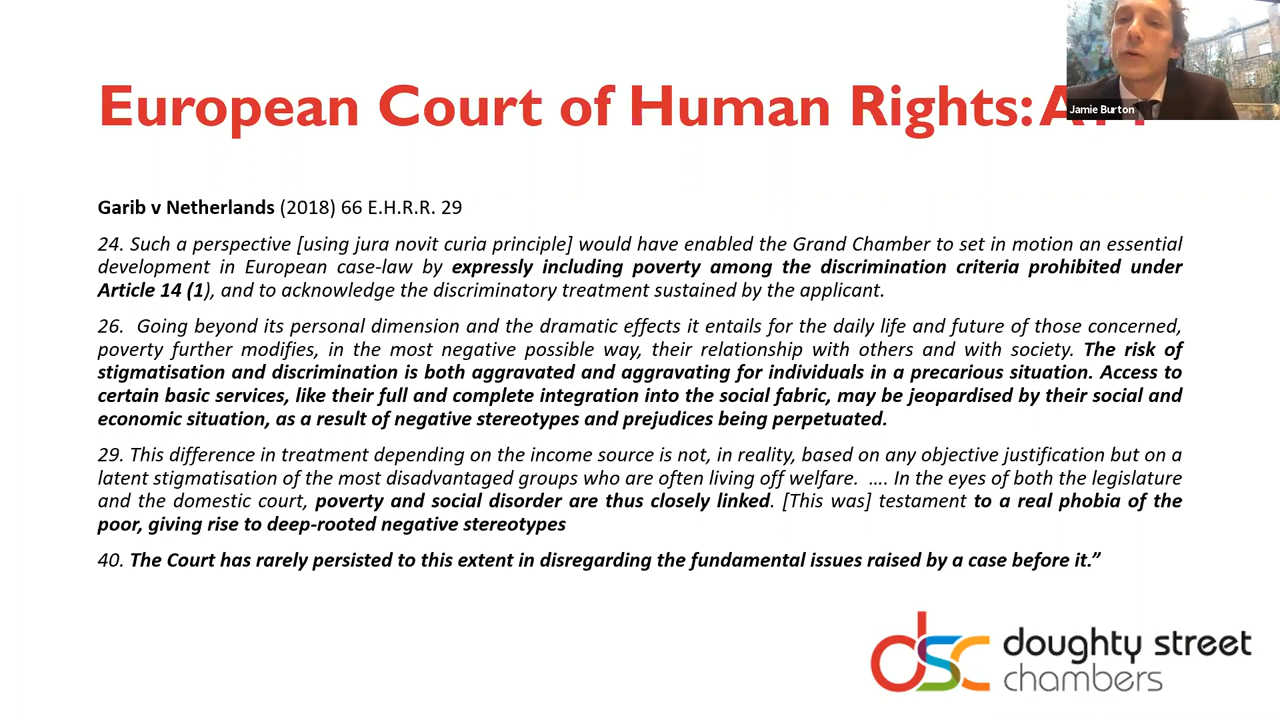 European Court of Human Rights:
Jamie Burton
Garib v Netherlands (2018) 66 E.H.R.R. 29
24. Such a perspective [using jura novit curia principle] would have enabled the Grand Chamber to set in motion an essential
development in European case-law by expressly including poverty among the discrimination criteria prohibited under
Article 14 (1), and to acknowledge the discriminatory treatment sustained by the applicant.
26. Going beyond its personal dimension and the dramatic effects it entails for the daily life and future of those concerned,
poverty further modifies, in the most negative possible way, their relationship with others and with society. The risk of
stigmatisation and discrimination is both aggravated and aggravating for individuals in a precarious situation. Access to
certain basic services, like their full and complete integration into the social fabric, may be jeopardised by their social and
economic situation, as a result of negative stereotypes and prejudices being perpetuated.
29. This difference in treatment depending on the income source is not, in reality, based on any objective justification but on a
latent stigmatisation of the most disadvantaged groups who are often living off welfare. .... In the eyes of both the legislature
and the domestic court, poverty and social disorder are thus closely linked. [This was] testament to a real phobia of the
poor, giving rise to deep-rooted negative stereotypes
40. The Court has rarely persisted to this extent in disregarding the fundamental issues raised by a case before it.”
dsc doughty street
chambers